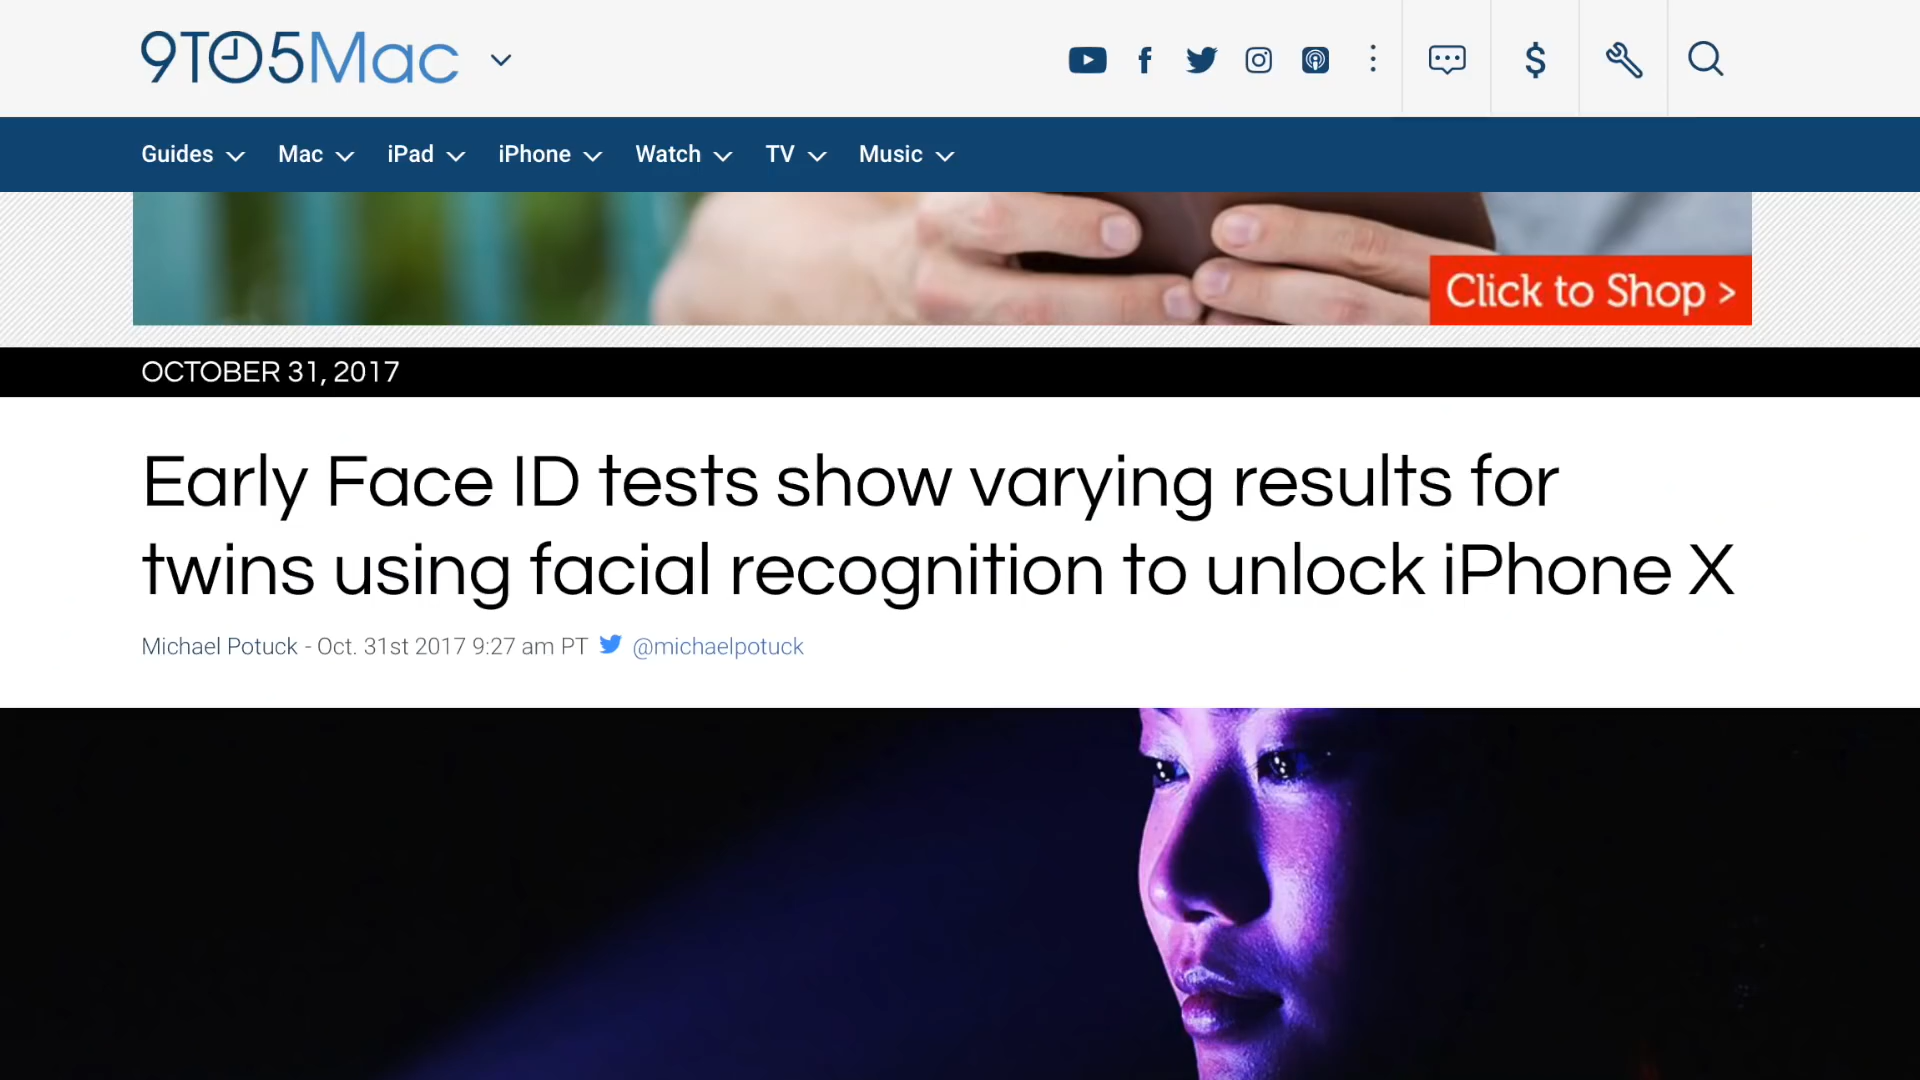 9TO5Mac
Guides Mac iPad iPhone Watch TV Music
Click to Shop >
OCTOBER 31, 2017
Early Face ID tests show varying results for
twins using facial recognition to unlock iPhone X
Michael Potuck - Oct. 31st 2017 9:27 am PT @michaelpotuck